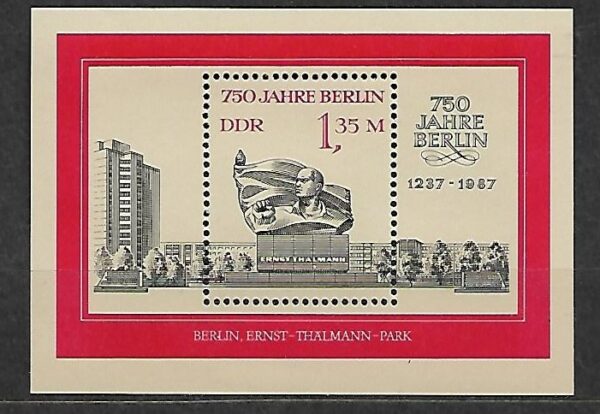 750 JAHRE BERLIN
DDR 1,35 M
ERNST THÄLMANN
750
JAHRE
BERLIN
1237-1987
BERLIN, ERNST-THÄLMANN-PARK